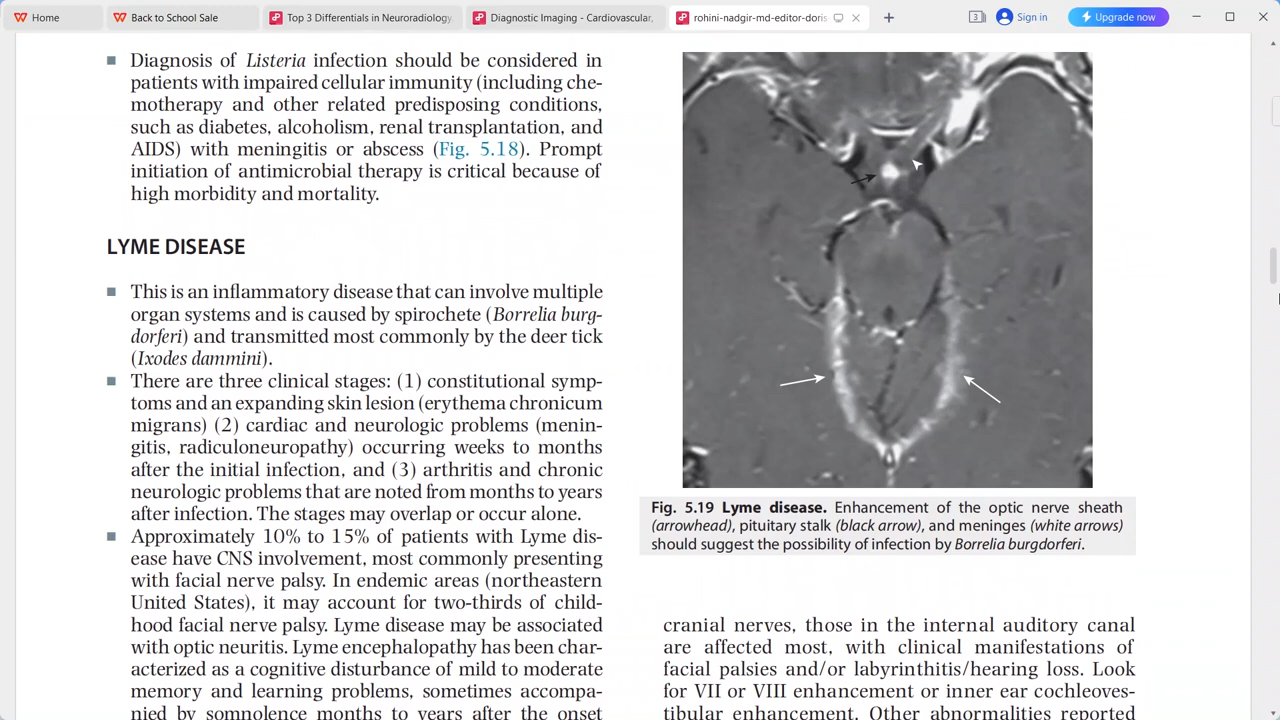 Home
Back to School Sale
Top 3 Differentials in Neuroradiology
Diagnostic Imaging - Cardiovascular,
rohini-nadgir-md-editor-doris
3
Sign in
Upgrade now
Diagnosis of Listeria infection should be considered in
patients with impaired cellular immunity (including che-
motherapy and other related predisposing conditions,
such as diabetes, alcoholism, renal transplantation, and
AIDS) with meningitis or abscess (Fig. 5.18). Prompt
initiation of antimicrobial therapy is critical because of
high morbidity and mortality.
LYME DISEASE
This is an inflammatory disease that can involve multiple
organ systems and is caused by spirochete (Borrelia burg-
dorferi) and transmitted most commonly by the deer tick
(Ixodes dammini).
There are three clinical stages: (1) constitutional symp-
toms and an expanding skin lesion (erythema chronicum
migrans) (2) cardiac and neurologic problems (menin-
gitis, radiculoneuropathy) occurring weeks to months
after the initial infection, and (3) arthritis and chronic
neurologic problems that are noted from months to years
after infection. The stages may overlap or occur alone.
Approximately 10% to 15% of patients with Lyme dis-
ease have CNS involvement, most commonly presenting
with facial nerve palsy. In endemic areas (northeastern
United States), it may account for two-thirds of child-
hood facial nerve palsy. Lyme disease may be associated
with optic neuritis. Lyme encephalopathy has been char-
acterized as a cognitive disturbance of mild to moderate
memory and learning problems, sometimes accompa-
nied by somnolence months to years after the onset
Fig. 5.19 Lyme disease. Enhancement of the optic nerve sheath
(arrowhead), pituitary stalk (black arrow), and meninges (white arrows)
should suggest the possibility of infection by Borrelia burgdorferi.
cranial nerves, those in the internal auditory canal
are affected most, with clinical manifestations of
facial palsies and/or labyrinthitis/hearing loss. Look
for VII or VIII enhancement or inner ear cochleoves-
tibular enhancement. Other abnormalities reported